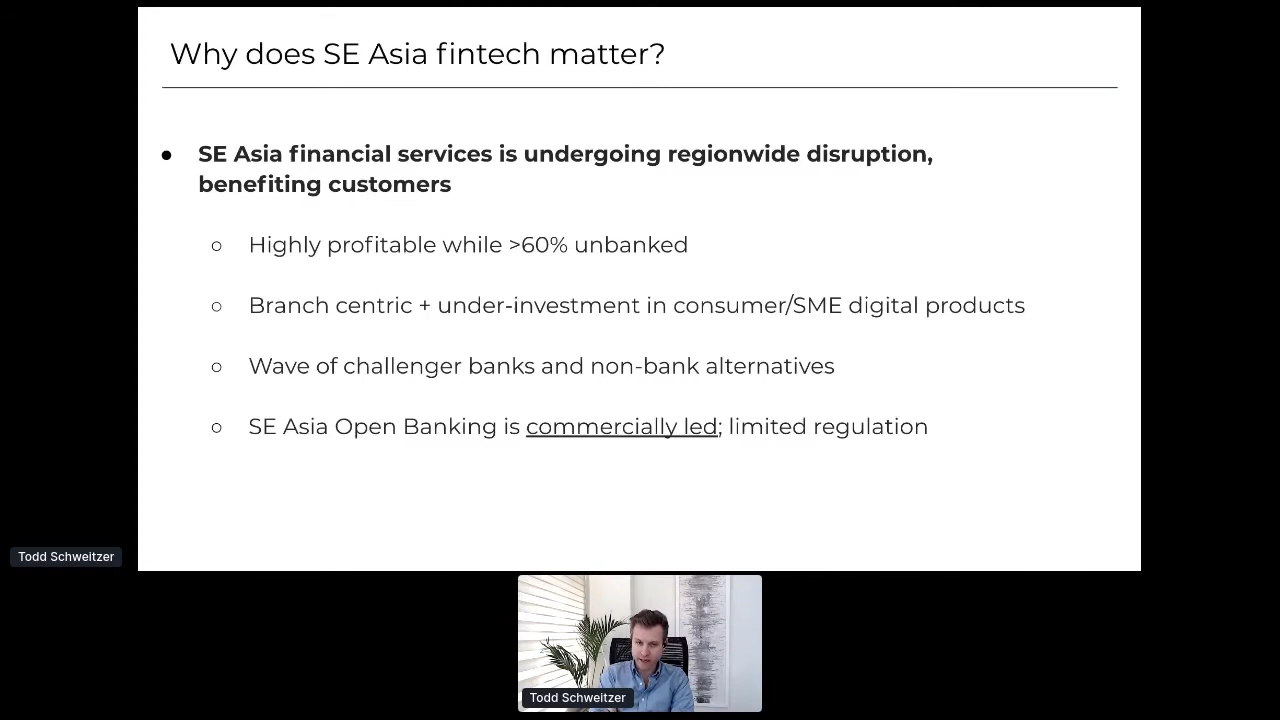 Why does SE Asia fintech matter?
● SE Asia financial services is undergoing regionwide disruption,
benefiting customers
○ Highly profitable while >60% unbanked
○ Branch centric + under-investment in consumer/SME digital products
○ Wave of challenger banks and non-bank alternatives
○ SE Asia Open Banking is commercially led; limited regulation
Todd Schweitzer
Todd Schweitzer